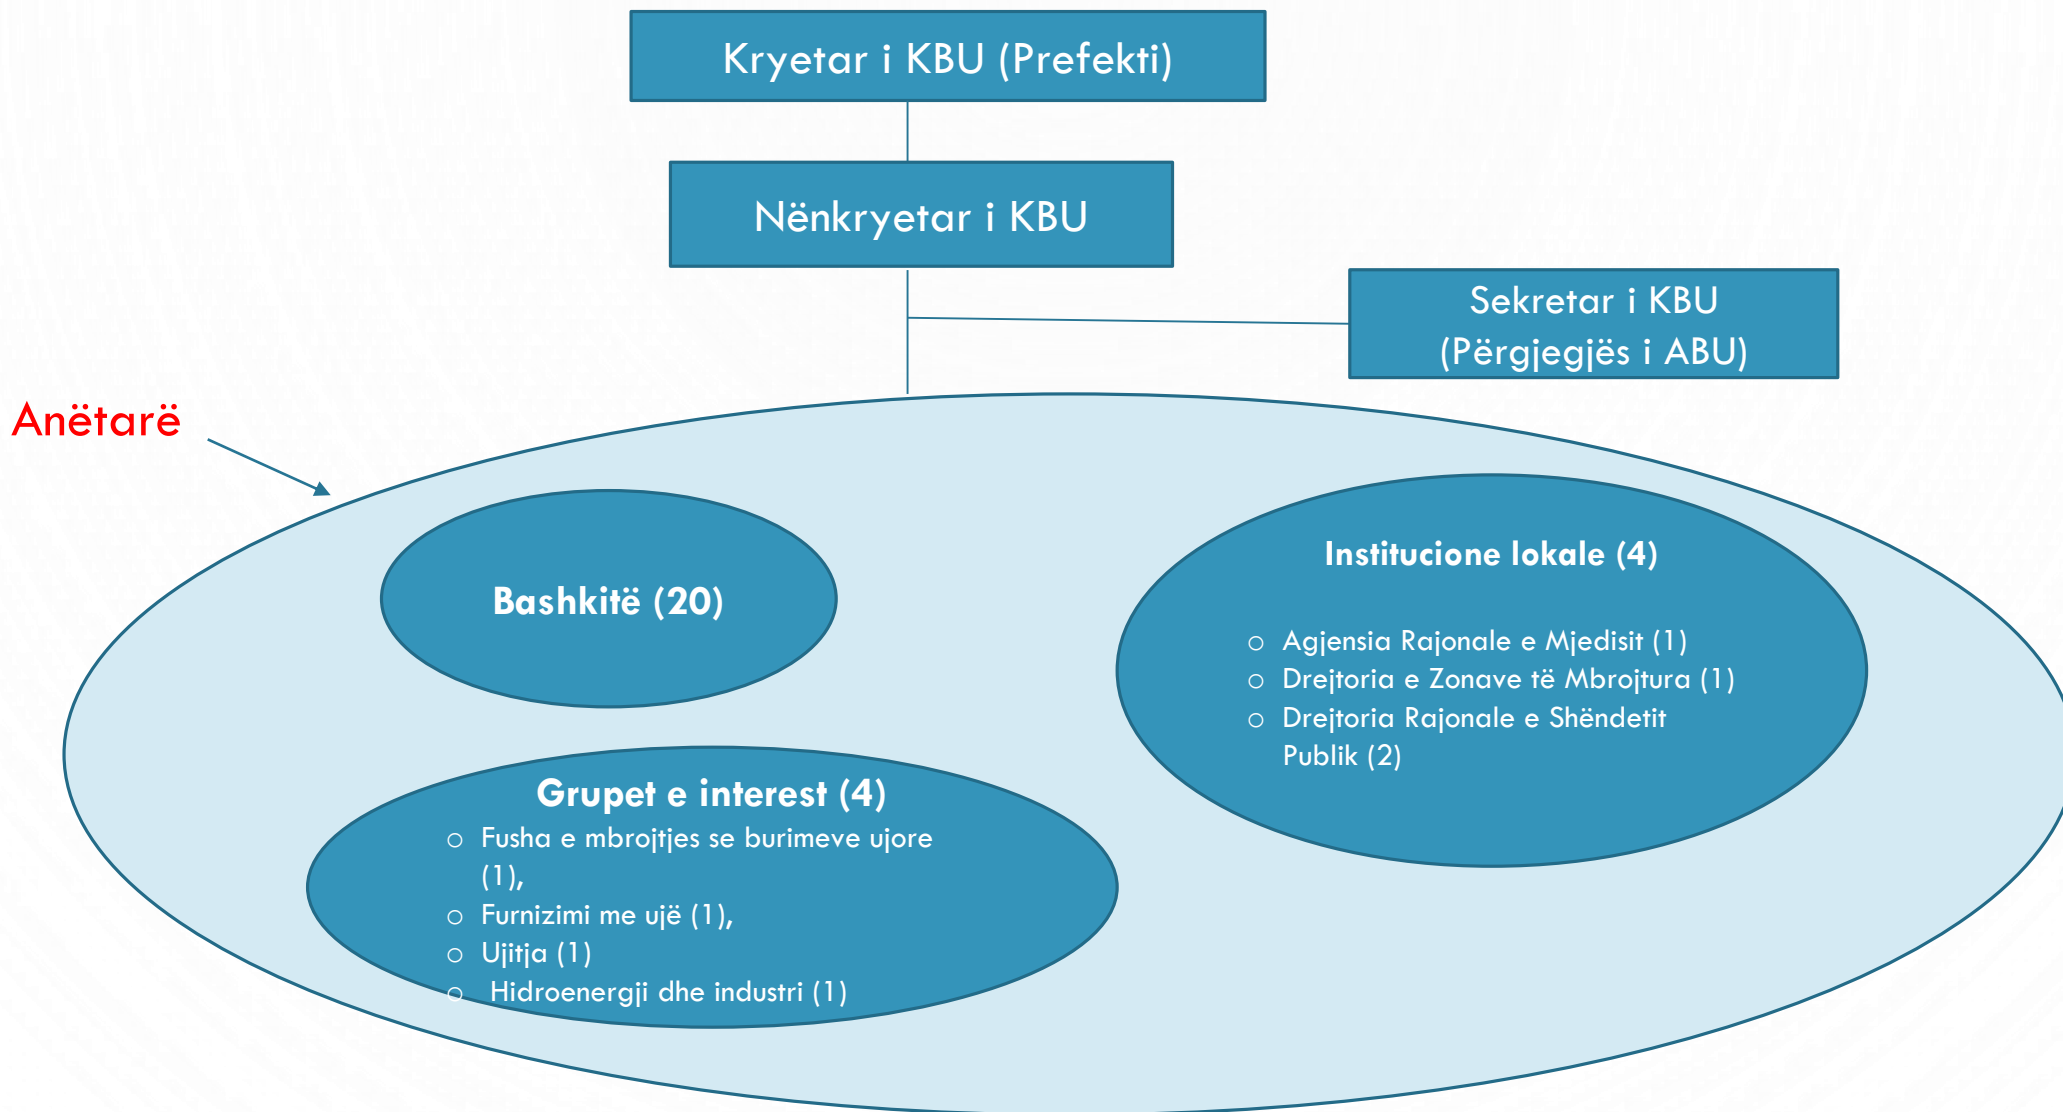 Kryetar i KBU (Prefekti)
Nënkryetar i KBU
Sekretar i KBU
(Përgjegjës i ABU)
Anëtarë
Bashkitë (20)
Institucione lokale (4)
○ Agjensia Rajonale e Mjedisit (1)
○ Drejtoria e Zonave të Mbrojtura (1)
○ Drejtoria Rajonale e Shëndetit
Publik (2)
Grupet e interest (4)
○ Fusha e mbrojtjes se burimeve ujore
(1),
○ Furnizimi me ujë (1),
○ Ujitja (1)
○ Hidroenergji dhe industri (1)